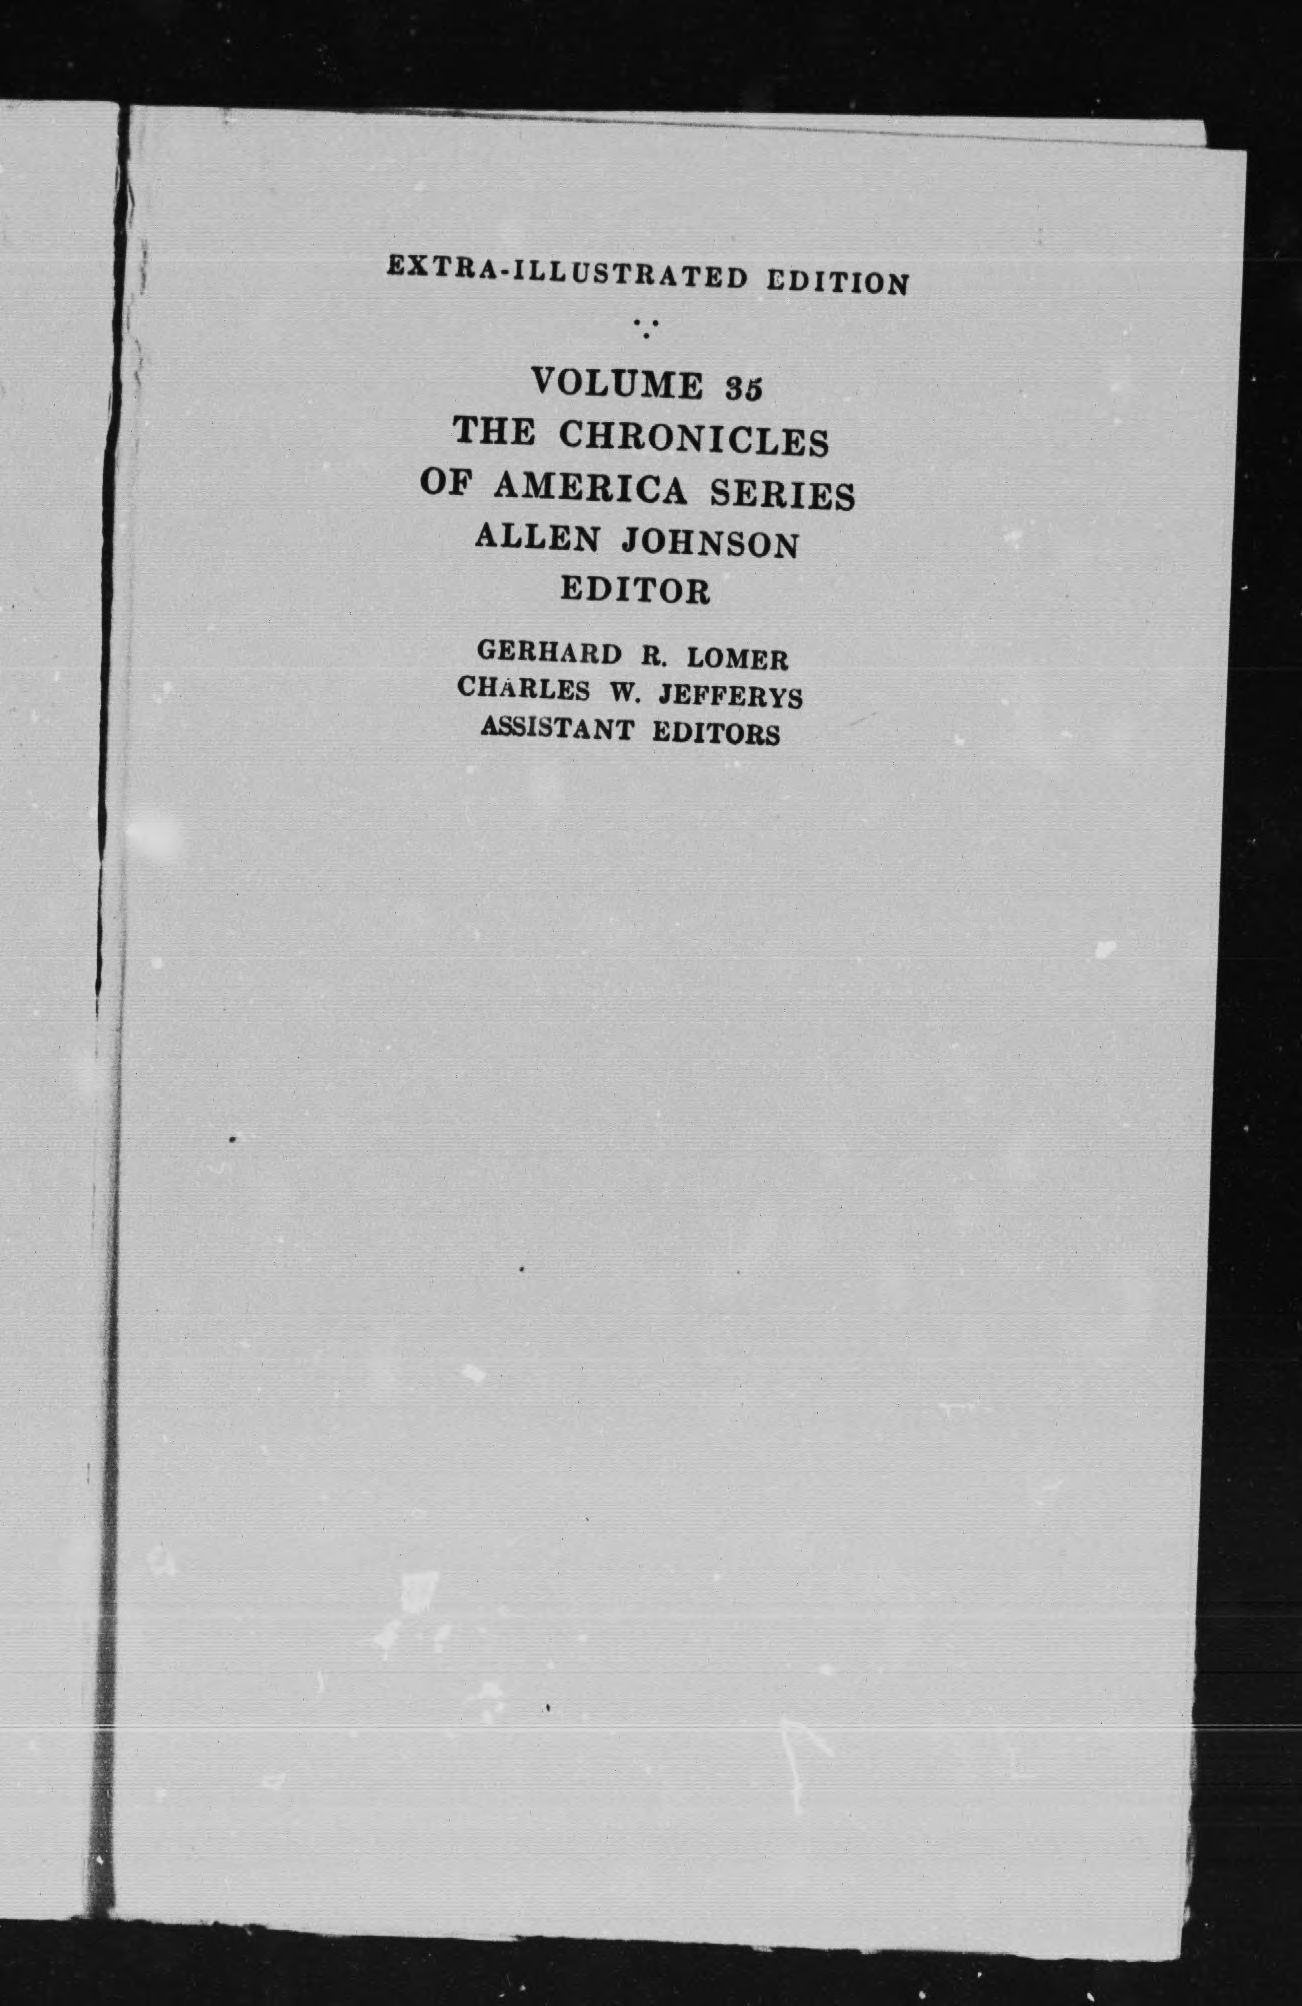 EXTRA-ILLUSTRATED EDITION
VOLUME 35
THE CHRONICLES
OF AMERICA SERIES
ALLEN JOHNSON
EDITOR
GERHARD R. LOMER
CHARLES W. JEFFERYS
ASSISTANT EDITORS